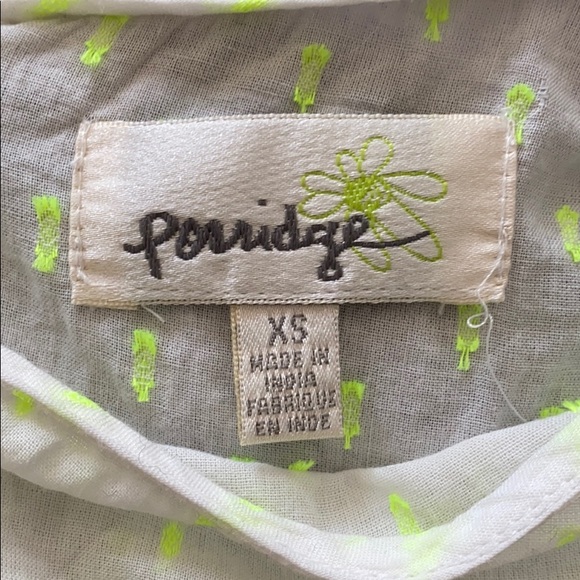 porridge
XS
MADE IN
INDIA
FABRIQUE
EN INDE